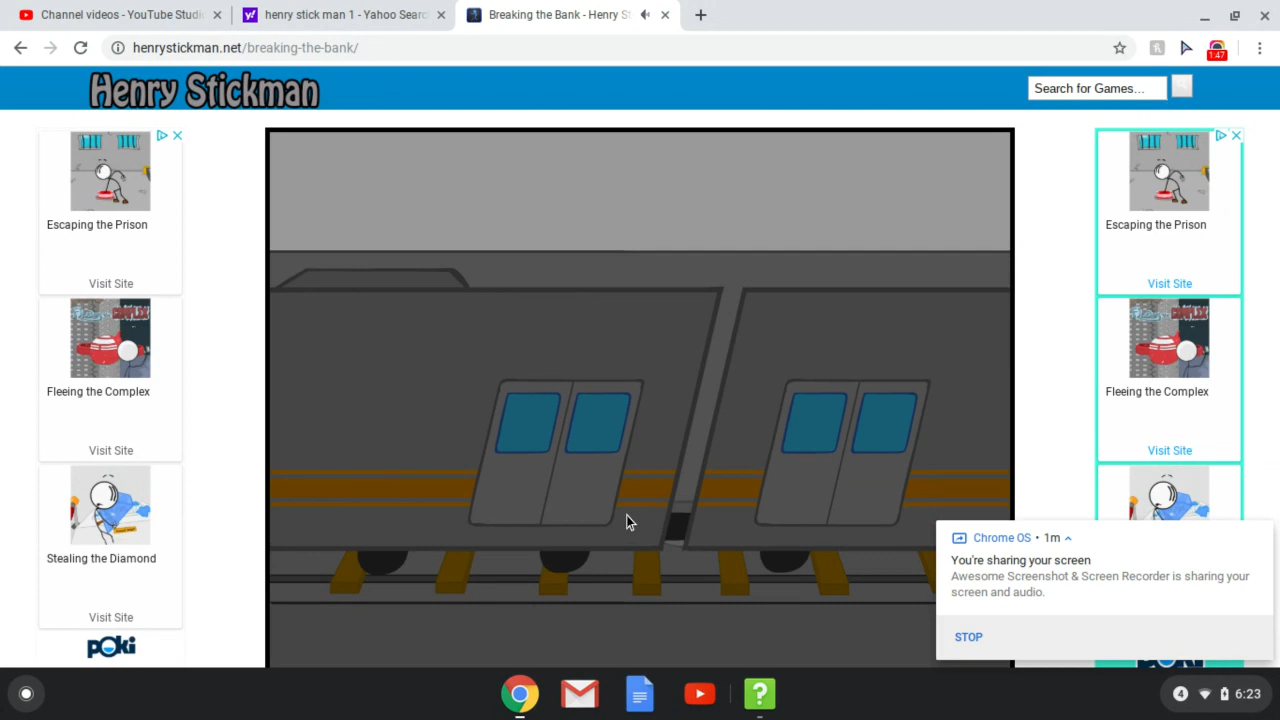 Channel videos - YouTube Studi
henry stick man 1 - Yahoo Searc
Breaking the Bank - Henry St
henrystickman.net/breaking-the-bank/
1:47
Henry Stickman
Search for Games...
Escaping the Prison
Visit Site
Fleeing the Complex
Visit Site
Stealing the Diamond
Visit Site
poki
Escaping the Prison
Visit Site
Fleeing the Complex
Visit Site
Chrome OS • 1m
You're sharing your screen
Awesome Screenshot & Screen Recorder is sharing your
screen and audio.
STOP
4
6:23